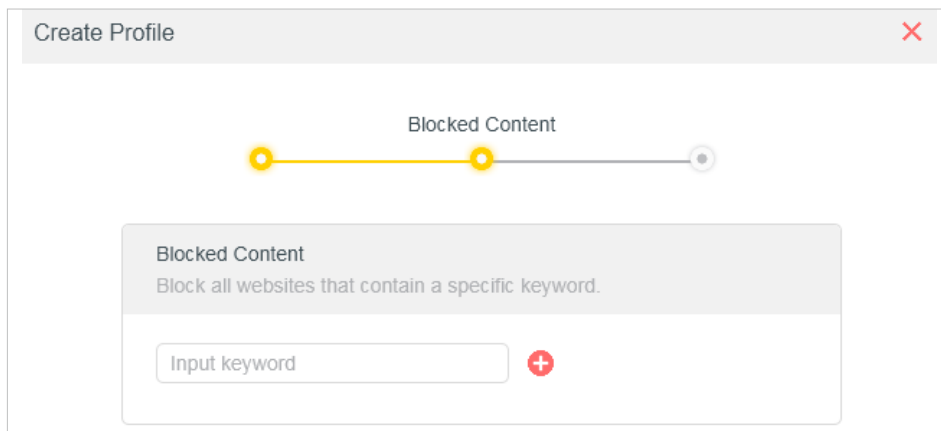 Create Profile
Blocked Content
Blocked Content
Block all websites that contain a specific keyword.
Input keyword